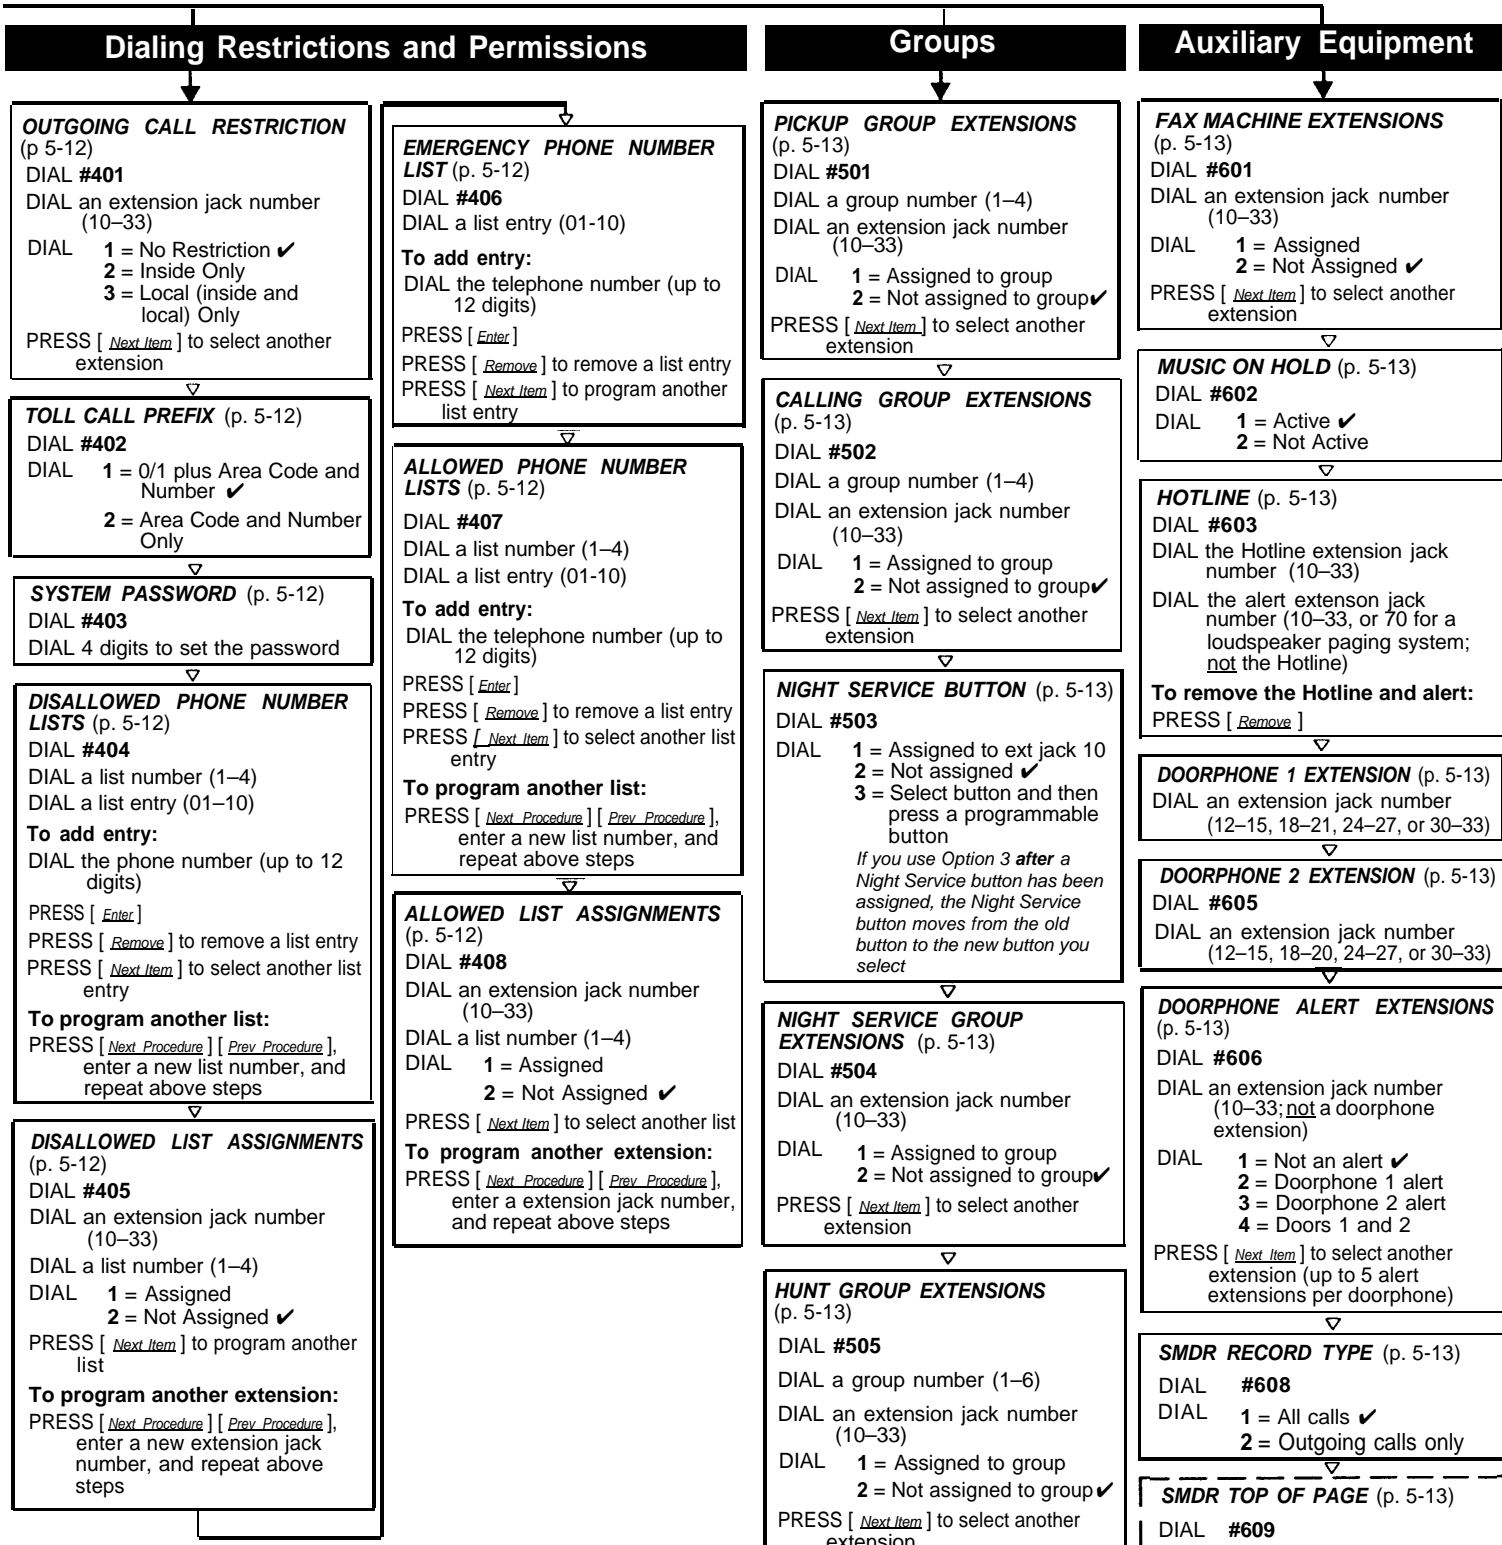 Dialing Restrictions and Permissions
OUTGOING CALL RESTRICTION
(p 5-12)
DIAL #401
DIAL an extension jack number
(10–33)
DIAL 1 = No Restriction ✔
2 = Inside Only
3 = Local (inside and
local) Only
PRESS [ Next Item ] to select another
extension
TOLL CALL PREFIX (p. 5-12)
DIAL #402
DIAL 1 = 0/1 plus Area Code and
Number ✔
2 = Area Code and Number
Only
SYSTEM PASSWORD (p. 5-12)
DIAL #403
DIAL 4 digits to set the password
DISALLOWED PHONE NUMBER
LISTS (p. 5-12)
DIAL #404
DIAL a list number (1–4)
DIAL a list entry (01–10)
To add entry:
DIAL the phone number (up to 12
digits)
PRESS [ Enter ]
PRESS [ Remove ] to remove a list entry
PRESS [ Next Item ] to select another list
entry
To program another list:
PRESS [ Next Procedure ] [ Prev Procedure ],
enter a new list number, and
repeat above steps
DISALLOWED LIST ASSIGNMENTS
(p. 5-12)
DIAL #405
DIAL an extension jack number
(10–33)
DIAL a list number (1–4)
DIAL 1 = Assigned
2 = Not Assigned ✔
PRESS [ Next Item ] to program another
list
To program another extension:
PRESS [ Next Procedure ] [ Prev Procedure ],
enter a new extension jack
number, and repeat above
steps
EMERGENCY PHONE NUMBER
LIST (p. 5-12)
DIAL #406
DIAL a list entry (01-10)
To add entry:
DIAL the telephone number (up to
12 digits)
PRESS [ Enter ]
PRESS [ Remove ] to remove a list entry
PRESS [ Next Item ] to program another
list entry
ALLOWED PHONE NUMBER
LISTS (p. 5-12)
DIAL #407
DIAL a list number (1–4)
DIAL a list entry (01-10)
To add entry:
DIAL the telephone number (up to
12 digits)
PRESS [ Enter ]
PRESS [ Remove ] to remove a list entry
PRESS [ Next Item ] to select another list
entry
To program another list:
PRESS [ Next Procedure ] [ Prev Procedure ],
enter a new list number, and
repeat above steps
ALLOWED LIST ASSIGNMENTS
(p. 5-12)
DIAL #408
DIAL an extension jack number
(10–33)
DIAL a list number (1–4)
DIAL 1 = Assigned
2 = Not Assigned ✔
PRESS [ Next Item ] to select another list
To program another extension:
PRESS [ Next Procedure ] [ Prev Procedure ],
enter a extension jack number,
and repeat above steps
Groups
PICKUP GROUP EXTENSIONS
(p. 5-13)
DIAL #501
DIAL a group number (1–4)
DIAL an extension jack number
(10–33)
DIAL 1 = Assigned to group
2 = Not assigned to group✔
PRESS [ Next Item ] to select another
extension
CALLING GROUP EXTENSIONS
(p. 5-13)
DIAL #502
DIAL a group number (1–4)
DIAL an extension jack number
(10–33)
DIAL 1 = Assigned to group
2 = Not assigned to group✔
PRESS [ Next Item ] to select another
extension
NIGHT SERVICE BUTTON (p. 5-13)
DIAL #503
DIAL 1 = Assigned to ext jack 10
2 = Not assigned ✔
3 = Select button and then
press a programmable
button
If you use Option 3 after a
Night Service button has been
assigned, the Night Service
button moves from the old
button to the new button you
select
NIGHT SERVICE GROUP
EXTENSIONS (p. 5-13)
DIAL #504
DIAL an extension jack number
(10–33)
DIAL 1 = Assigned to group
2 = Not assigned to group✔
PRESS [ Next Item ] to select another
extension
HUNT GROUP EXTENSIONS
(p. 5-13)
DIAL #505
DIAL a group number (1–6)
DIAL an extension jack number
(10–33)
DIAL 1 = Assigned to group
2 = Not assigned to group✔
PRESS [ Next Item ] to select another
extension
Auxiliary Equipment
FAX MACHINE EXTENSIONS
(p. 5-13)
DIAL #601
DIAL an extension jack number
(10–33)
DIAL 1 = Assigned
2 = Not Assigned ✔
PRESS [ Next Item ] to select another
extension
MUSIC ON HOLD (p. 5-13)
DIAL #602
DIAL 1 = Active ✔
2 = Not Active
HOTLINE (p. 5-13)
DIAL #603
DIAL the Hotline extension jack
number (10–33)
DIAL the alert extenson jack
number (10–33, or 70 for a
loudspeaker paging system;
not the Hotline)
To remove the Hotline and alert:
PRESS [ Remove ]
DOORPHONE 1 EXTENSION (p. 5-13)
DIAL an extension jack number
(12–15, 18–21, 24–27, or 30–33)
DOORPHONE 2 EXTENSION (p. 5-13)
DIAL #605
DIAL an extension jack number
(12–15, 18–20, 24–27, or 30–33)
DOORPHONE ALERT EXTENSIONS
(p. 5-13)
DIAL #606
DIAL an extension jack number
(10–33; not a doorphone
extension)
DIAL 1 = Not an alert ✔
2 = Doorphone 1 alert
3 = Doorphone 2 alert
4 = Doors 1 and 2
PRESS [ Next Item ] to select another
extension (up to 5 alert
extensions per doorphone)
SMDR RECORD TYPE (p. 5-13)
DIAL #608
DIAL 1 = All calls ✔
2 = Outgoing calls only
SMDR TOP OF PAGE (p. 5-13)
DIAL #609